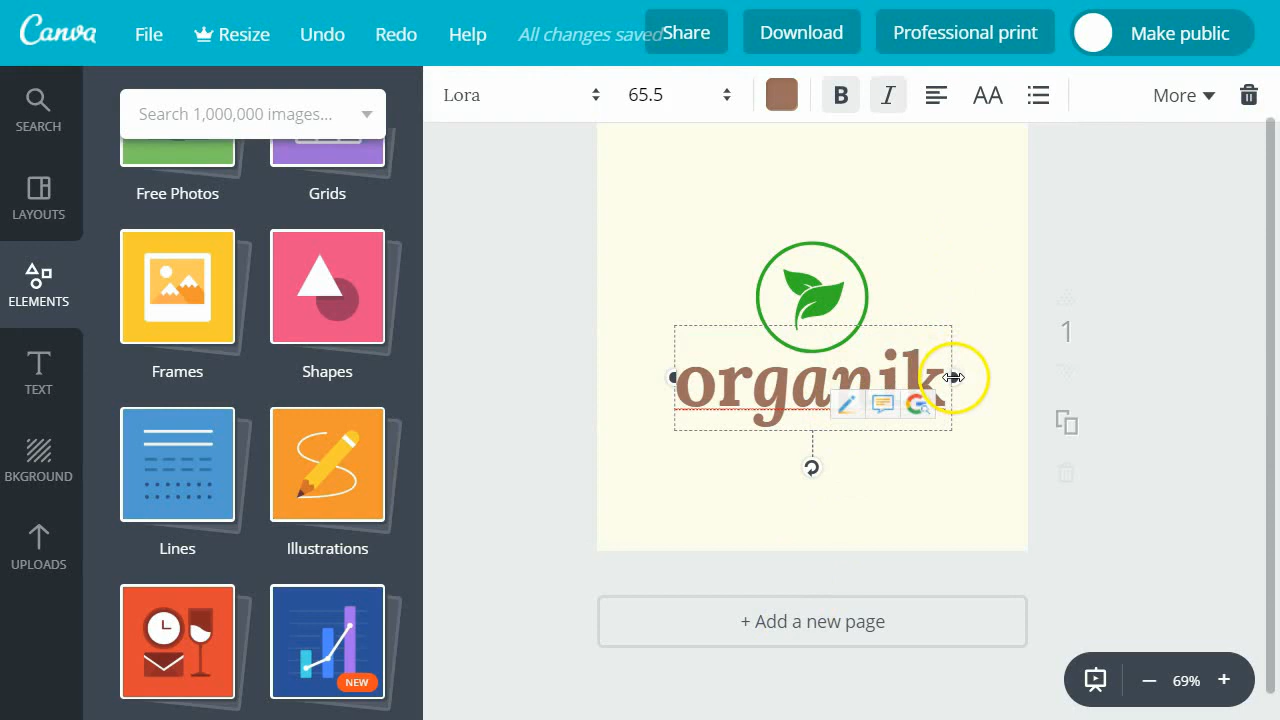 Canva File Resize Undo Redo Help All changes saved Share Download Professional print Make public
Lora 65.5 B I AA More
SEARCH
LAYOUTS
ELEMENTS
TEXT
BKGROUND
UPLOADS
Search 1,000,000 images...
Free Photos Grids
Frames Shapes
Lines Illustrations
NEW
organik
1
+ Add a new page
69%